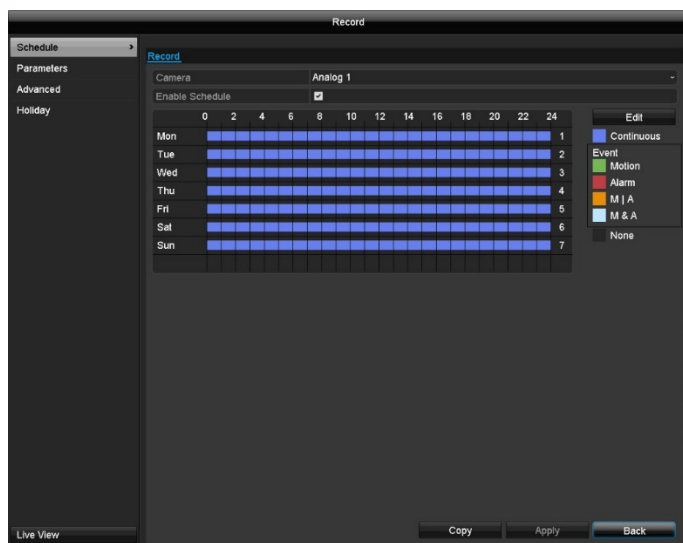 Record
Schedule
Parameters
Advanced
Holiday
Live View
Record
Camera Analog 1
Enable Schedule
0 2 4 6 8 10 12 14 16 18 20 22 24
Mon 1
Tue 2
Wed 3
Thu 4
Fri 5
Sat 6
Sun 7
Edit
Continuous
Event
Motion
Alarm
M | A
M & A
None
Copy Apply Back